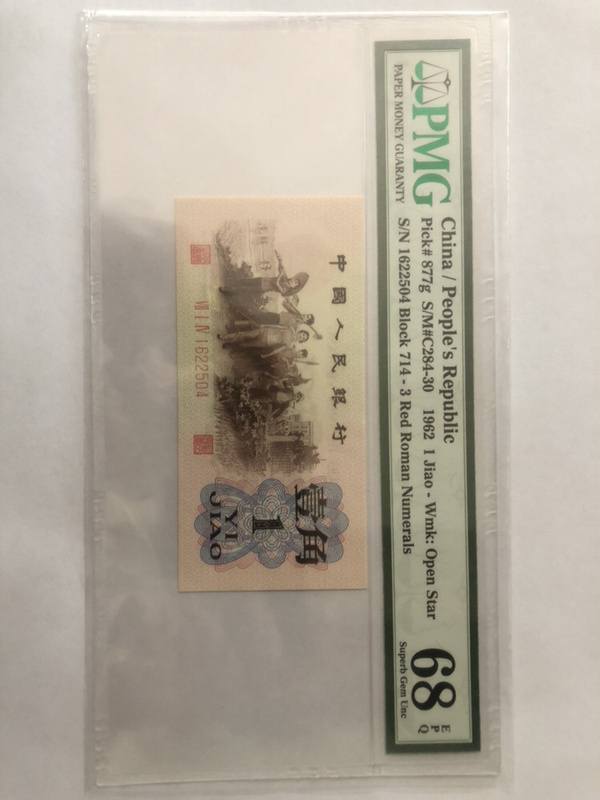 PMG
PAPER MONEY GUARANTY
China / People's Republic
Pick# 877g S/M#C284-30 1962 1 Jiao - Wmk: Open Star
S/N 1622504 Block 714 - 3 Red Roman Numerals
68
EPQ
Superb Gem Unc
中國人民銀行
VII I IV 1622504
壹角
1
YI
JIAO